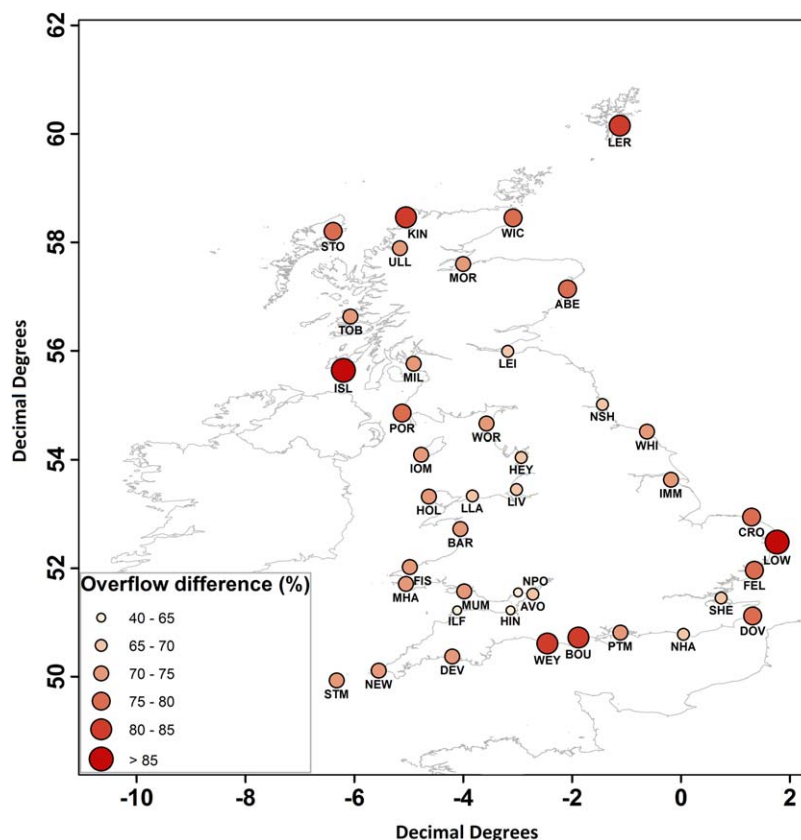 62
60
58
56
54
52
50
Decimal Degrees
LER
STO
KIN
WIC
ULL
MOR
ABE
TOB
ISL
MIL
LEI
POR
WOR
NSH
WHI
IOM
HEY
IMM
HOL
LLA
LIV
BAR
CRO
LOW
FIS
MHA
MUM
NPO
AVO
ILF
HIN
SHE
FEL
DOV
WEY
BOU
PTM
NHA
STM
NEW
DEV
Overflow difference (%)
40 - 65
65 - 70
70 - 75
75 - 80
80 - 85
> 85
-10
-6
-4
-2
0
2
Decimal Degrees